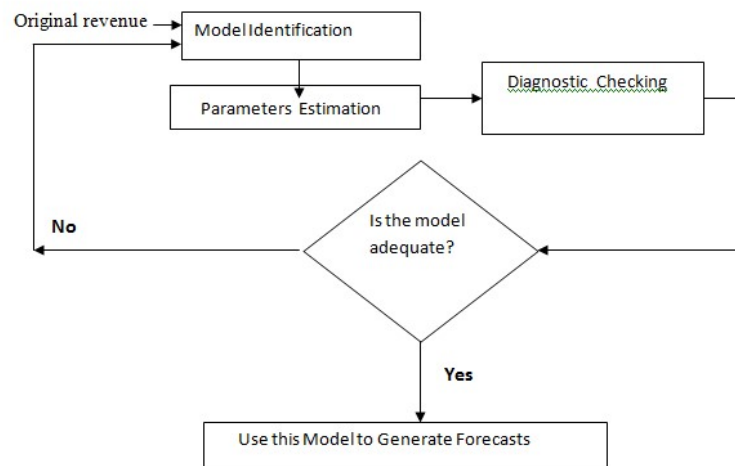 Original revenue
Model Identification
Parameters Estimation
Diagnostic Checking
Is the model
adequate?
No
Yes
Use this Model to Generate Forecasts